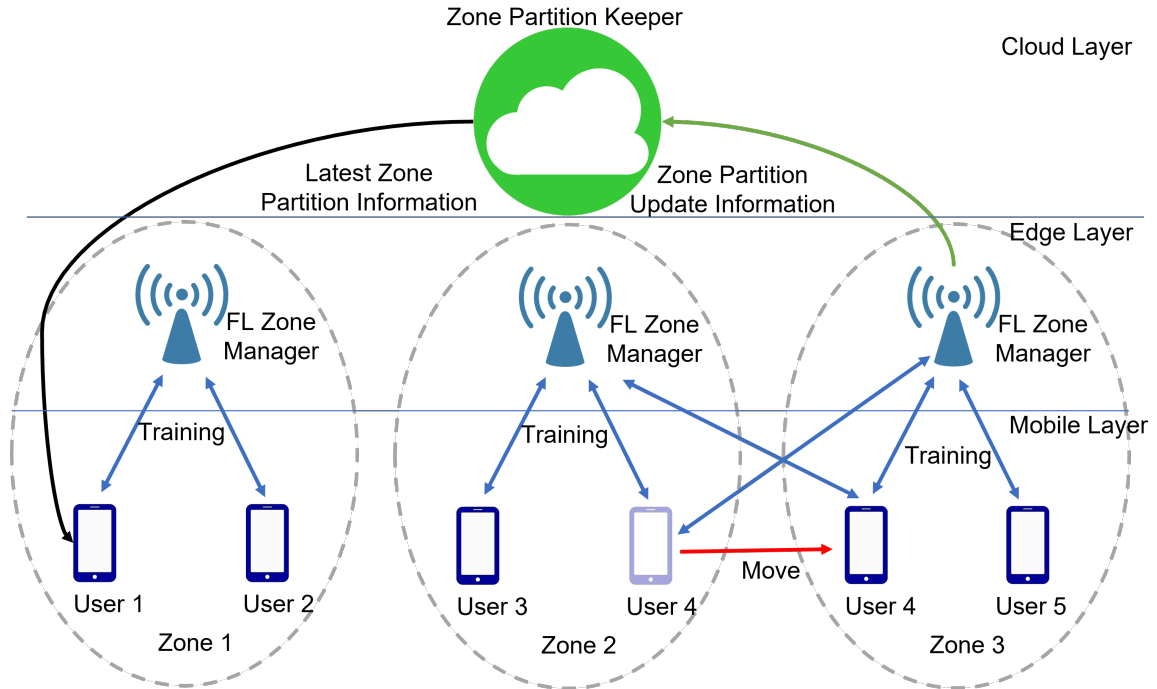 Zone Partition Keeper
Cloud Layer
Latest Zone
Partition Information
Zone Partition
Update Information
Edge Layer
FL Zone
Manager
FL Zone
Manager
FL Zone
Manager
Mobile Layer
Training
Training
Training
Move
User 1
User 2
User 3
User 4
User 4
User 5
Zone 1
Zone 2
Zone 3